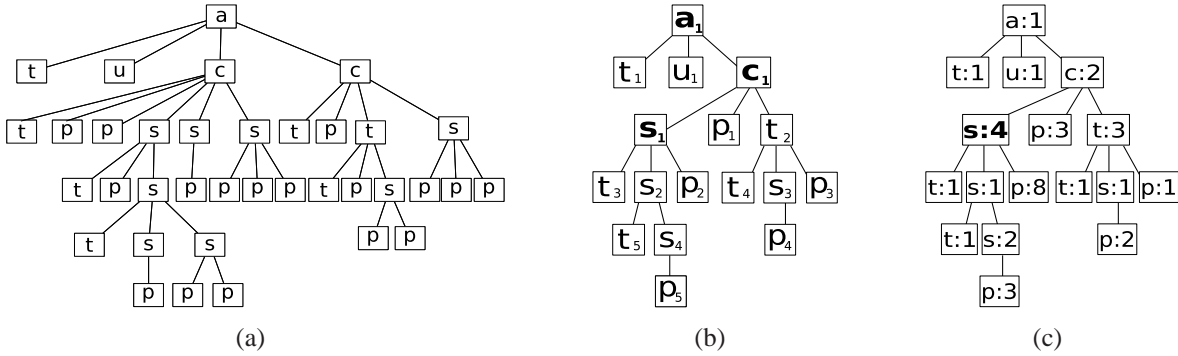 a
t u c c
t p p s s s t p t s
t p s p p p p t p s p p p
t s s p p
p p p
(a)
a1
t1 u1 c1
s1 p1 t2
t3 s2 p2 t4 s3 p3
t5 s4 p4
p5
(b)
a:1
t:1 u:1 c:2
s:4 p:3 t:3
t:1 s:1 p:8 t:1 s:1 p:1
t:1 s:2 p:2
p:3
(c)